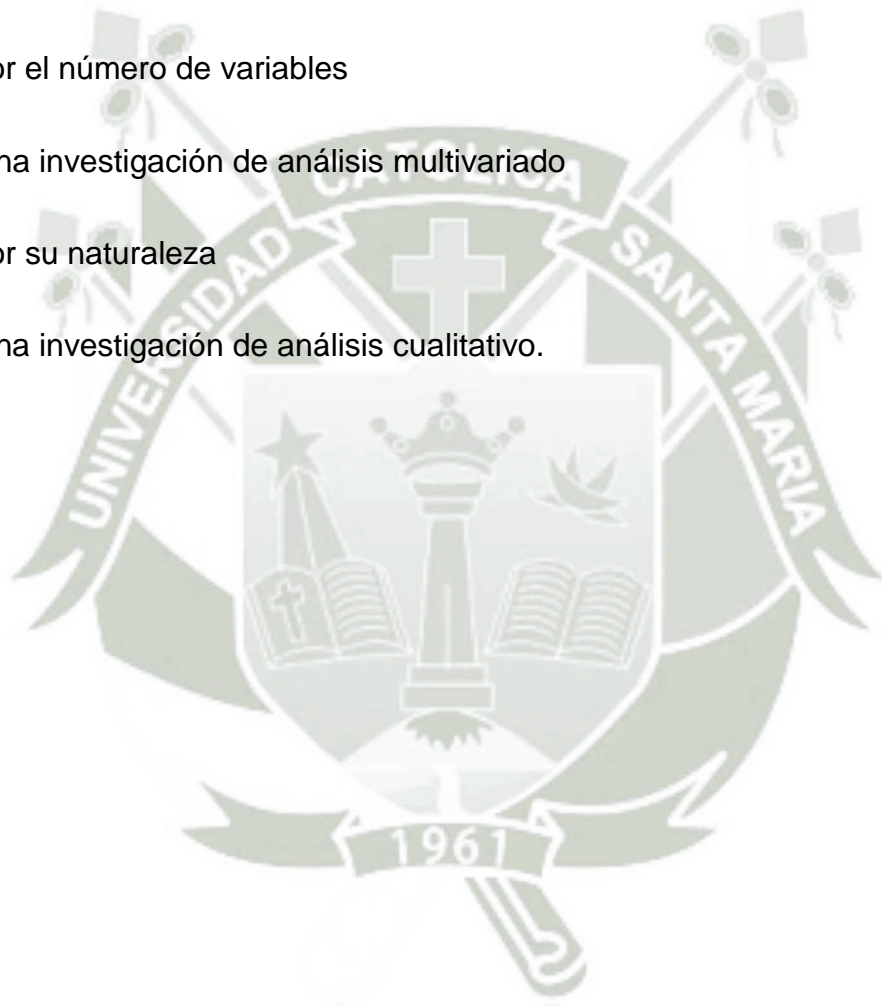 or el número de variables
na investigación de análisis multivariado
or su naturaleza
na investigación de análisis cualitativo.
UNIVERSIDAD CATOLICA SANTA MARIA
1961